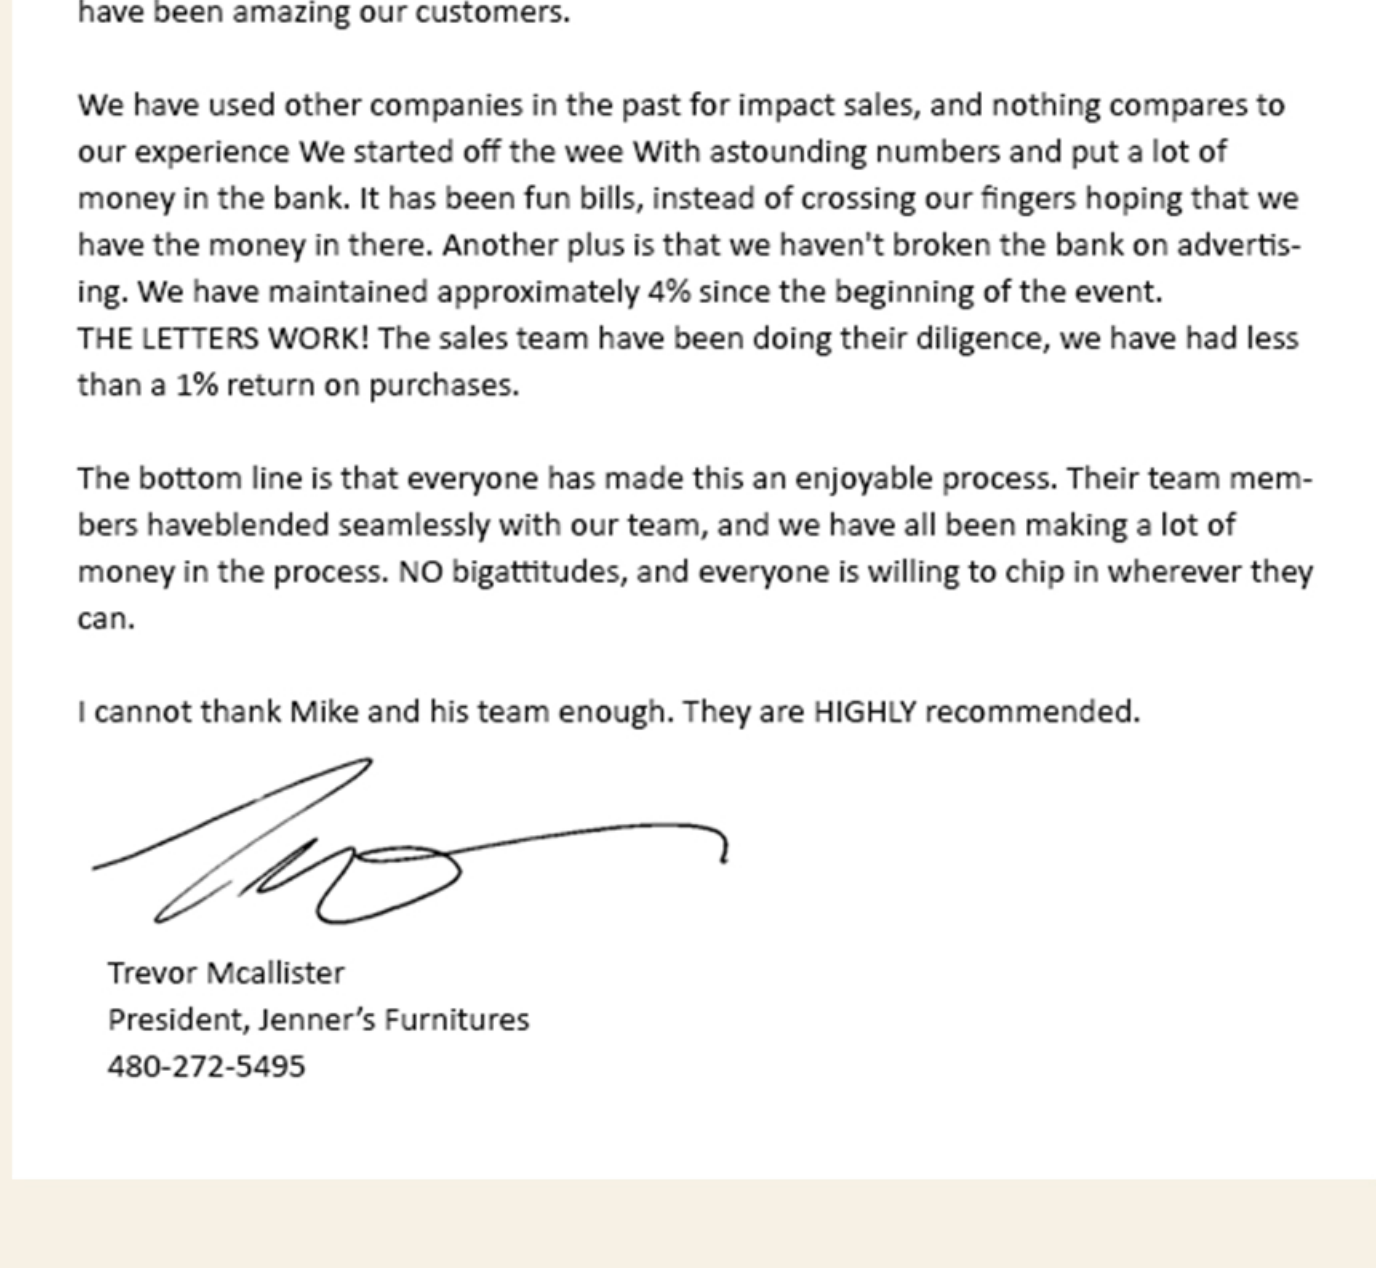 have been amazing our customers.
We have used other companies in the past for impact sales, and nothing compares to
our experience We started off the wee With astounding numbers and put a lot of
money in the bank. It has been fun bills, instead of crossing our fingers hoping that we
have the money in there. Another plus is that we haven't broken the bank on advertis-
ing. We have maintained approximately 4% since the beginning of the event.
THE LETTERS WORK! The sales team have been doing their diligence, we have had less
than a 1% return on purchases.
The bottom line is that everyone has made this an enjoyable process. Their team mem-
bers haveblended seamlessly with our team, and we have all been making a lot of
money in the process. NO bigattitudes, and everyone is willing to chip in wherever they
can.
I cannot thank Mike and his team enough. They are HIGHLY recommended.
Trevor Mcallister
President, Jenner’s Furnitures
480-272-5495